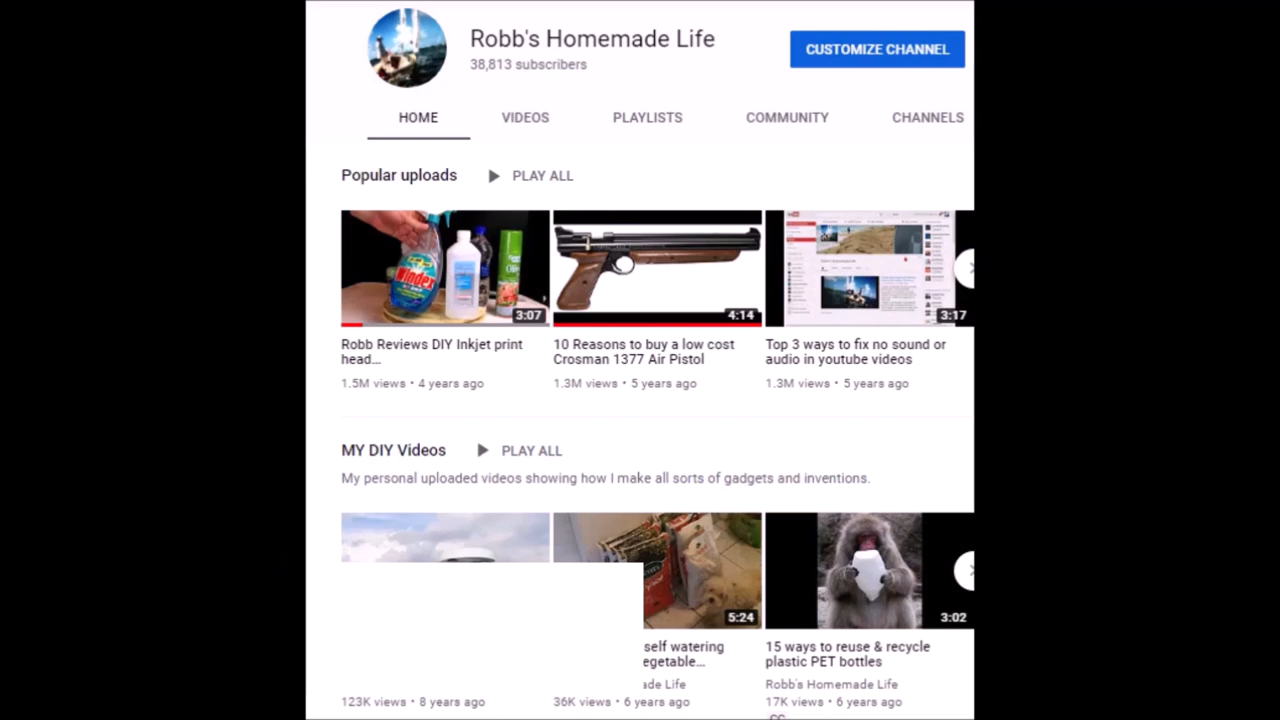 Robb's Homemade Life
38,813 subscribers
CUSTOMIZE CHANNEL
HOME VIDEOS PLAYLISTS COMMUNITY CHANNELS
Popular uploads PLAY ALL
Windex
3:07 4:14 3:17
Robb Reviews DIY Inkjet print
head...
1.5M views • 4 years ago
10 Reasons to buy a low cost
Crosman 1377 Air Pistol
1.3M views • 5 years ago
Top 3 ways to fix no sound or
audio in youtube videos
1.3M views • 5 years ago
MY DIY Videos PLAY ALL
My personal uploaded videos showing how I make all sorts of gadgets and inventions.
5:24 3:02
123K views • 8 years ago
self watering
egetable...
ade Life
36K views • 6 years ago
15 ways to reuse & recycle
plastic PET bottles
Robb's Homemade Life
17K views • 6 years ago
CC